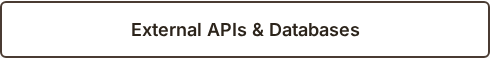 External APIs & Databases